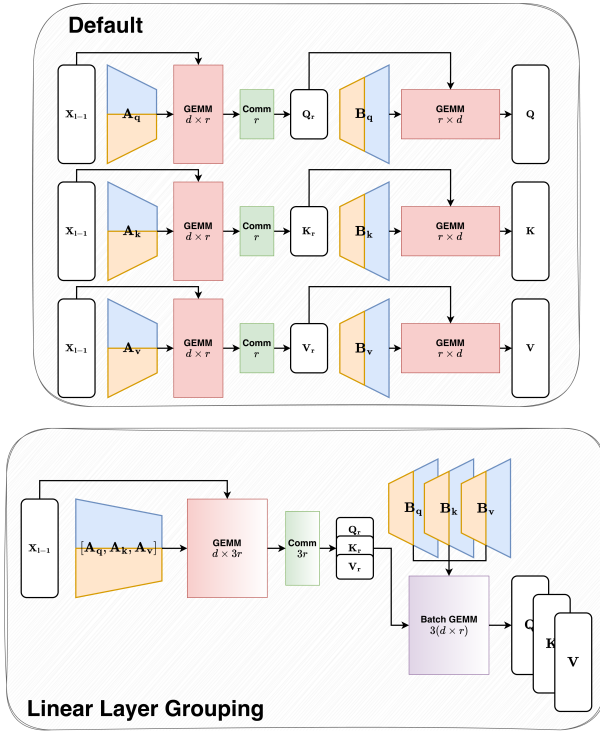 Default
X_{l-1}
A_q
GEMM
d × r
Comm
r
Q_r
B_q
GEMM
r × d
Q
X_{l-1}
A_k
GEMM
d × r
Comm
r
K_r
B_k
GEMM
r × d
K
X_{l-1}
A_v
GEMM
d × r
Comm
r
V_r
B_v
GEMM
r × d
V
X_{l-1}
[A_q, A_k, A_v]
GEMM
d × 3r
Comm
3r
Q_r
K_r
V_r
B_q
B_k
B_v
Batch GEMM
3(d × r)
Q
K
V
Linear Layer Grouping